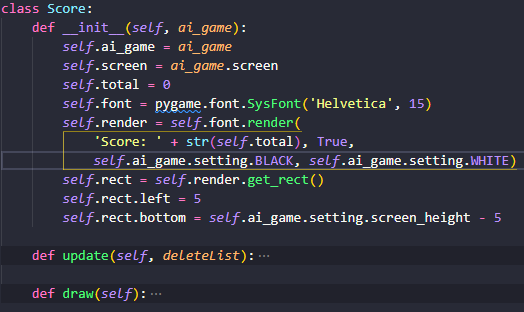 class Score:
    def __init__(self, ai_game):
        self.ai_game = ai_game
        self.screen = ai_game.screen
        self.total = 0
        self.font = pygame.font.SysFont('Helvetica', 15)
        self.render = self.font.render(
            'Score: ' + str(self.total), True,
            self.ai_game.setting.BLACK, self.ai_game.setting.WHITE)
        self.rect = self.render.get_rect()
        self.rect.left = 5
        self.rect.bottom = self.ai_game.setting.screen_height - 5
    def update(self, deleteList):···
    def draw(self):···